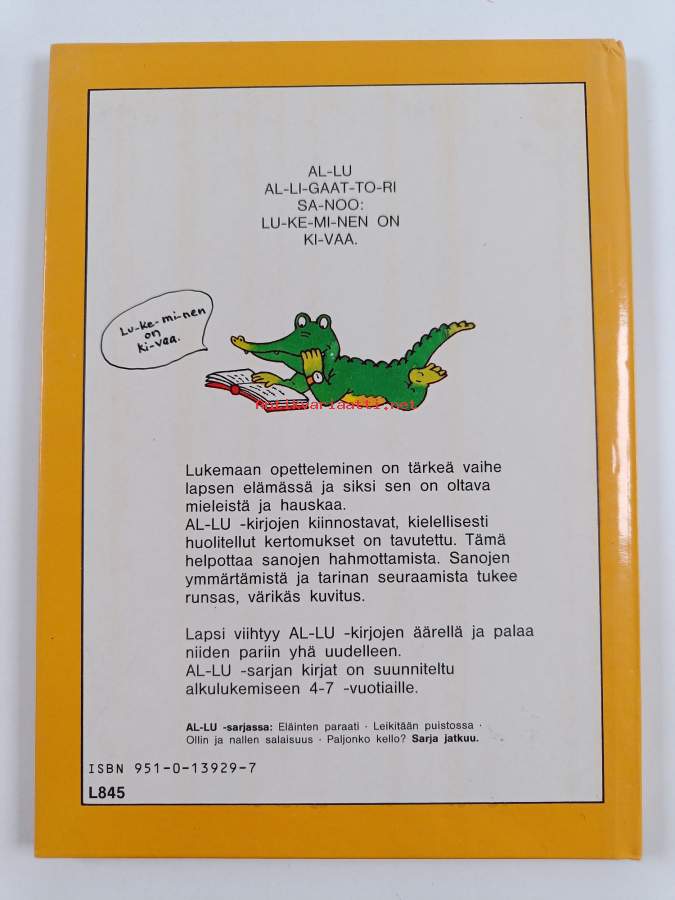 AL-LU
AL-LI-GAAT-TO-RI
SA-NOO:
LU-KE-MI-NEN ON
KI-VAA.
Lu-ke-mi-nen
on
ki-vaa.
Antikvariaatti.net
Lukemaan opetteleminen on tärkeä vaihe
lapsen elämässä ja siksi sen on oltava
mieleistä ja hauskaa.
AL-LU -kirjojen kiinnostavat, kielellisesti
huolitellut kertomukset on tavutettu. Tämä
helpottaa sanojen hahmottamista. Sanojen
ymmärtämistä ja tarinan seuraamista tukee
runsas, värikäs kuvitus.
Lapsi viihtyy AL-LU -kirjojen äärellä ja palaa
niiden pariin yhä uudelleen.
AL-LU -sarjan kirjat on suunniteltu
alkulukemiseen 4-7 -vuotiaille.
AL-LU -sarjassa: Eläinten paraati · Leikitään puistossa ·
Ollin ja nallen salaisuus · Paljonko kello? Sarja jatkuu.
ISBN 951-0-13929-7
L845